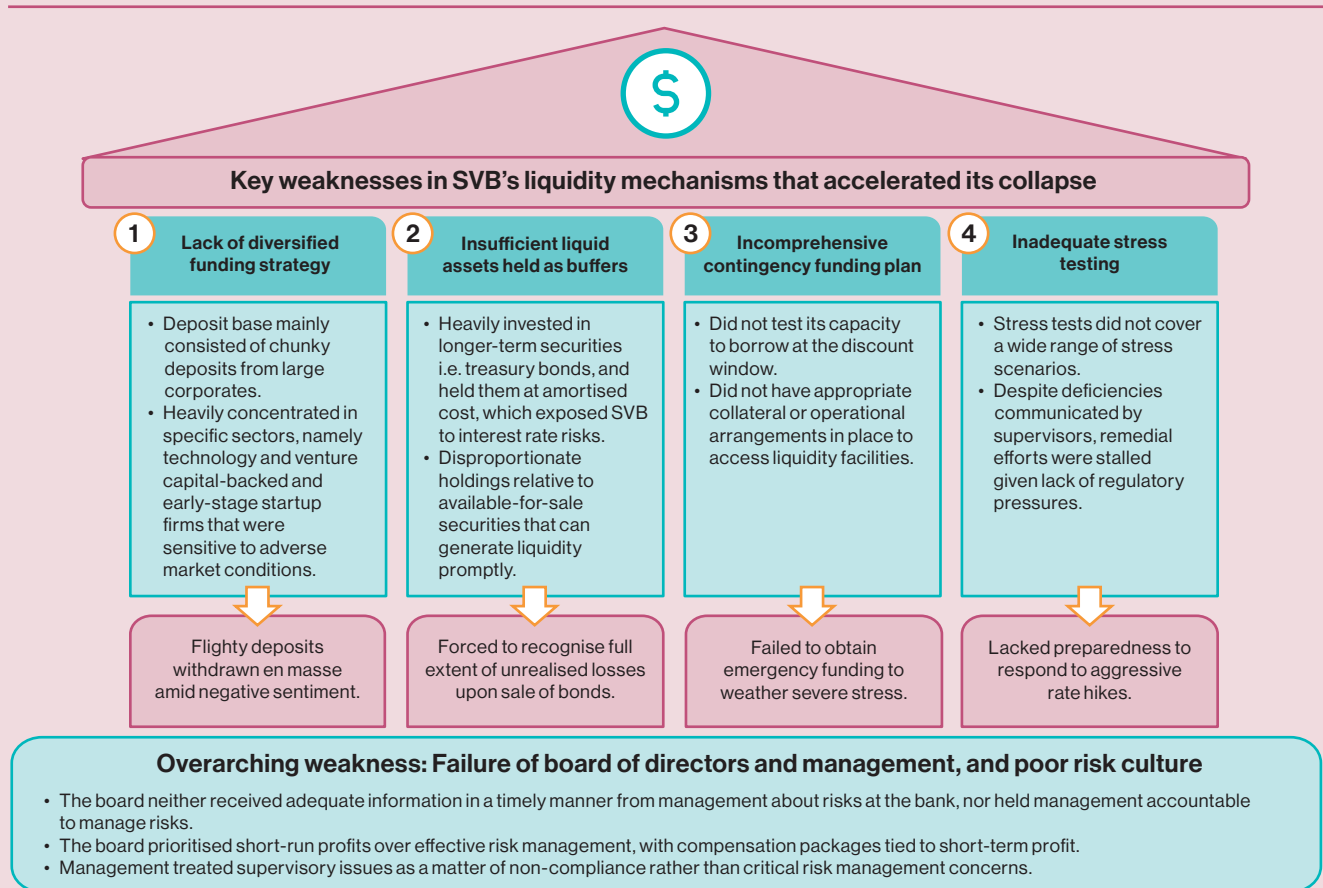 $
Key weaknesses in SVB's liquidity mechanisms that accelerated its collapse
1
Lack of diversified
funding strategy
• Deposit base mainly
consisted of chunky
deposits from large
corporates.
• Heavily concentrated in
specific sectors, namely
technology and venture
capital-backed and
early-stage startup
firms that were
sensitive to adverse
market conditions.
Flighty deposits
withdrawn en masse
amid negative sentiment.
2
Insufficient liquid
assets held as buffers
• Heavily invested in
longer-term securities
i.e. treasury bonds, and
held them at amortised
cost, which exposed SVB
to interest rate risks.
• Disproportionate
holdings relative to
available-for-sale
securities that can
generate liquidity
promptly.
Forced to recognise full
extent of unrealised losses
upon sale of bonds.
3
Incomprehensive
contingency funding plan
• Did not test its capacity
to borrow at the discount
window.
• Did not have appropriate
collateral or operational
arrangements in place to
access liquidity facilities.
Failed to obtain
emergency funding to
weather severe stress.
4
Inadequate stress
testing
• Stress tests did not cover
a wide range of stress
scenarios.
• Despite deficiencies
communicated by
supervisors, remedial
efforts were stalled
given lack of regulatory
pressures.
Lacked preparedness to
respond to aggressive
rate hikes.
Overarching weakness: Failure of board of directors and management, and poor risk culture
• The board neither received adequate information in a timely manner from management about risks at the bank, nor held management accountable
to manage risks.
• The board prioritised short-run profits over effective risk management, with compensation packages tied to short-term profit.
• Management treated supervisory issues as a matter of non-compliance rather than critical risk management concerns.